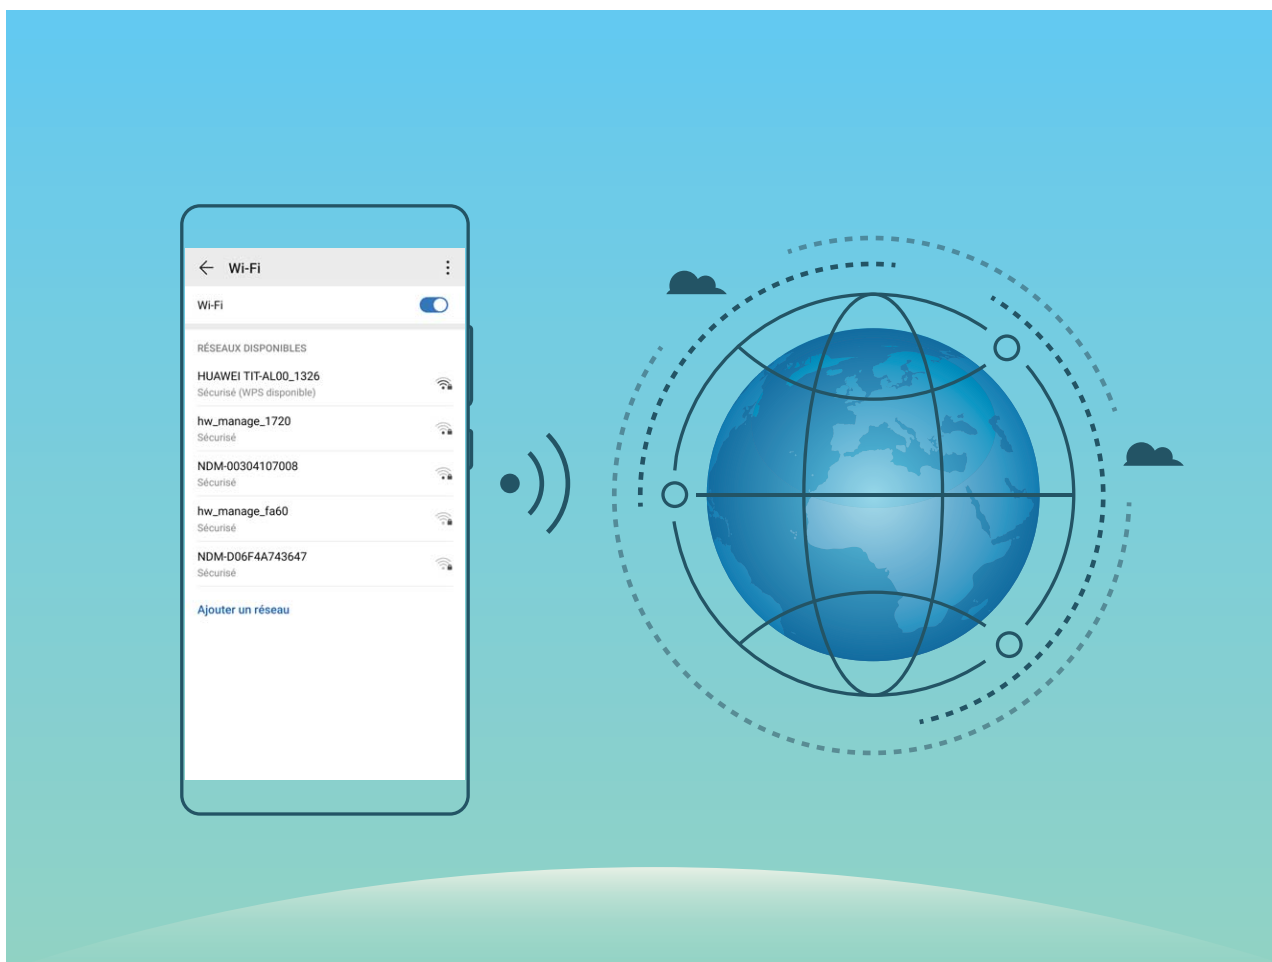 Wi-Fi
Wi-Fi
RÉSEAUX DISPONIBLES
HUAWEI TIT-AL00_1326
Sécurisé (WPS disponible)
hw_manage_1720
Sécurisé
NDM-00304107008
Sécurisé
hw_manage_fa60
Sécurisé
NDM-D06F4A743647
Sécurisé
Ajouter un réseau